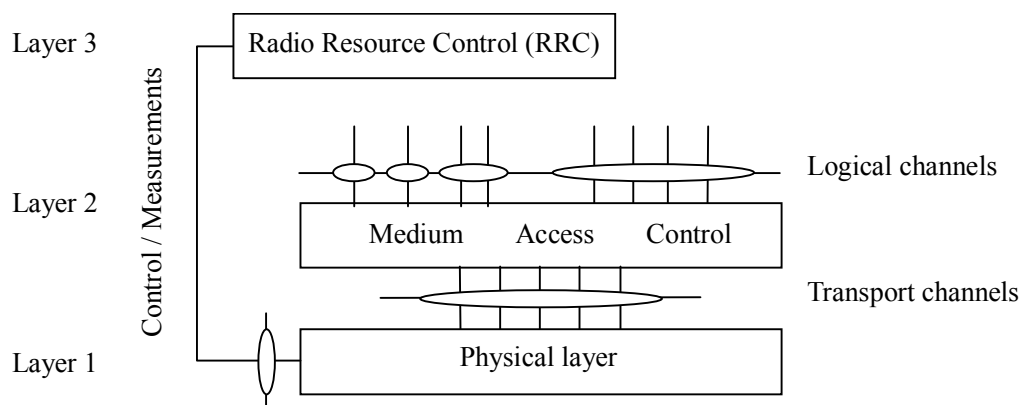 Layer 3
Radio Resource Control (RRC)
Control / Measurements
Logical channels
Layer 2
Medium Access Control
Transport channels
Layer 1
Physical layer